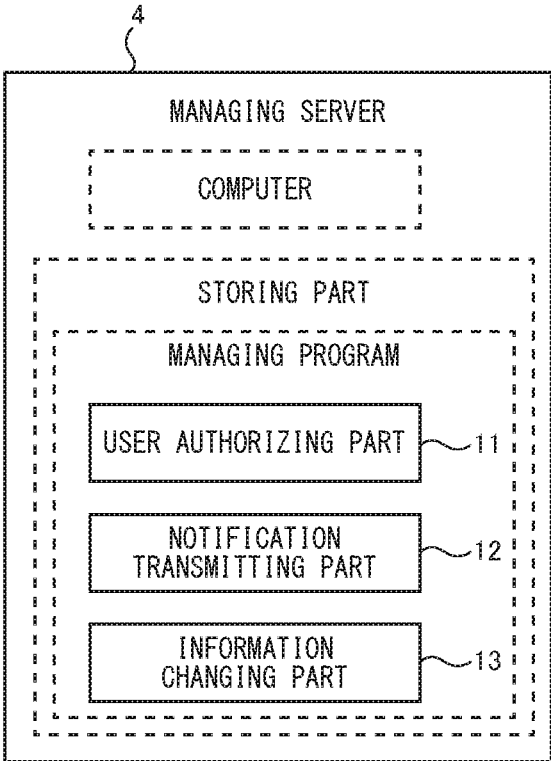 4
MANAGING SERVER
COMPUTER
STORING PART
MANAGING PROGRAM
USER AUTHORIZING PART
11
NOTIFICATION
TRANSMITTING PART
12
INFORMATION
CHANGING PART
13